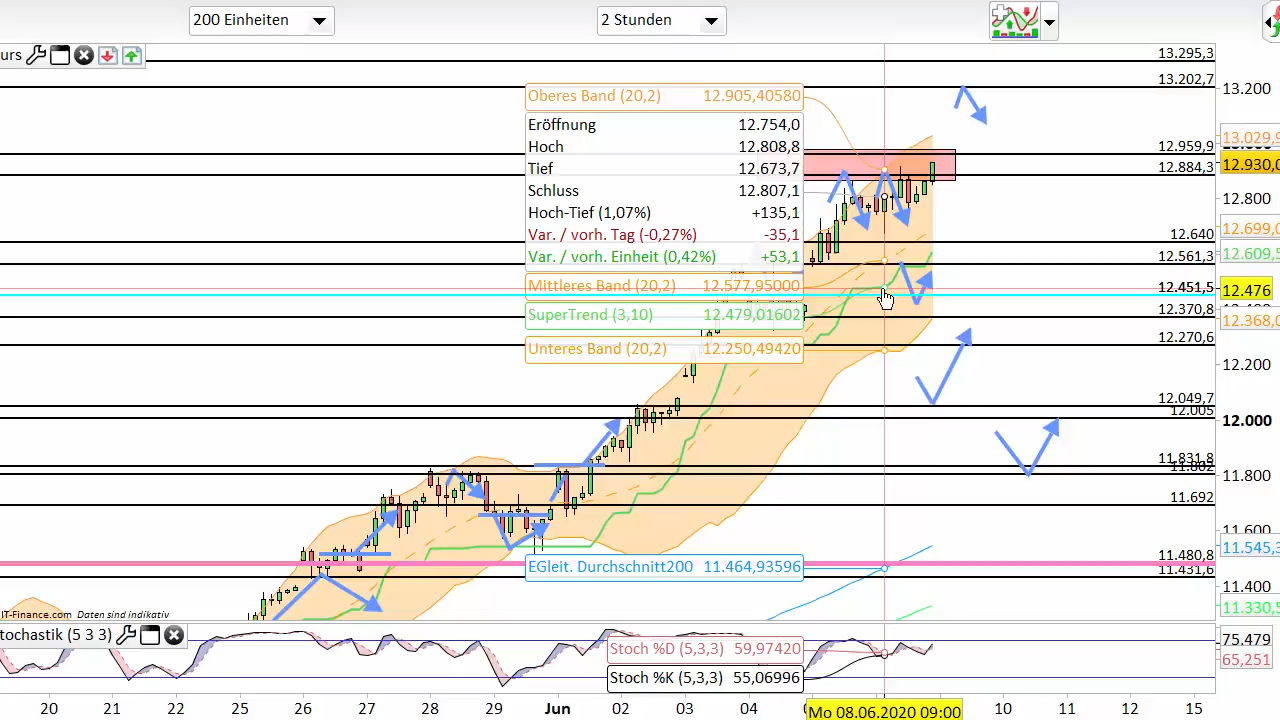 200 Einheiten
2 Stunden
urs
13.295,3
13.202,7
12.959,9
12.884,3
12.640
12.561,3
12.451,5
12.370,8
12.270,6
12.049,7
12.005
11.831,8
11.802
11.692
11.480,8
11.431,6
13.200
13.029,9
12.930,0
12.800
12.699,0
12.609,5
12.476
12.368,0
12.200
12.000
11.800
11.600
11.545,3
11.400
11.330,5
Oberes Band (20,2) 12.905,40580
Eröffnung 12.754,0
Hoch 12.808,8
Tief 12.673,7
Schluss 12.807,1
Hoch-Tief (1,07%) +135,1
Var. / vorh. Tag (-0,27%) -35,1
Var. / vorh. Einheit (0,42%) +53,1
Mittleres Band (20,2) 12.577,95000
SuperTrend (3,10) 12.479,01602
Unteres Band (20,2) 12.250,49420
EGleit. Durchschnitt200 11.464,93596
IT-Finance.com Daten sind indikativ
tochastik (5 3 3)
Stoch %D (5,3,3) 59,97420
Stoch %K (5,3,3) 55,06996
75.479
65,251
20 21 22 25 26 27 28 29 Jun 02 03 04 Mo 08.06.2020 09:00 10 11 12 15